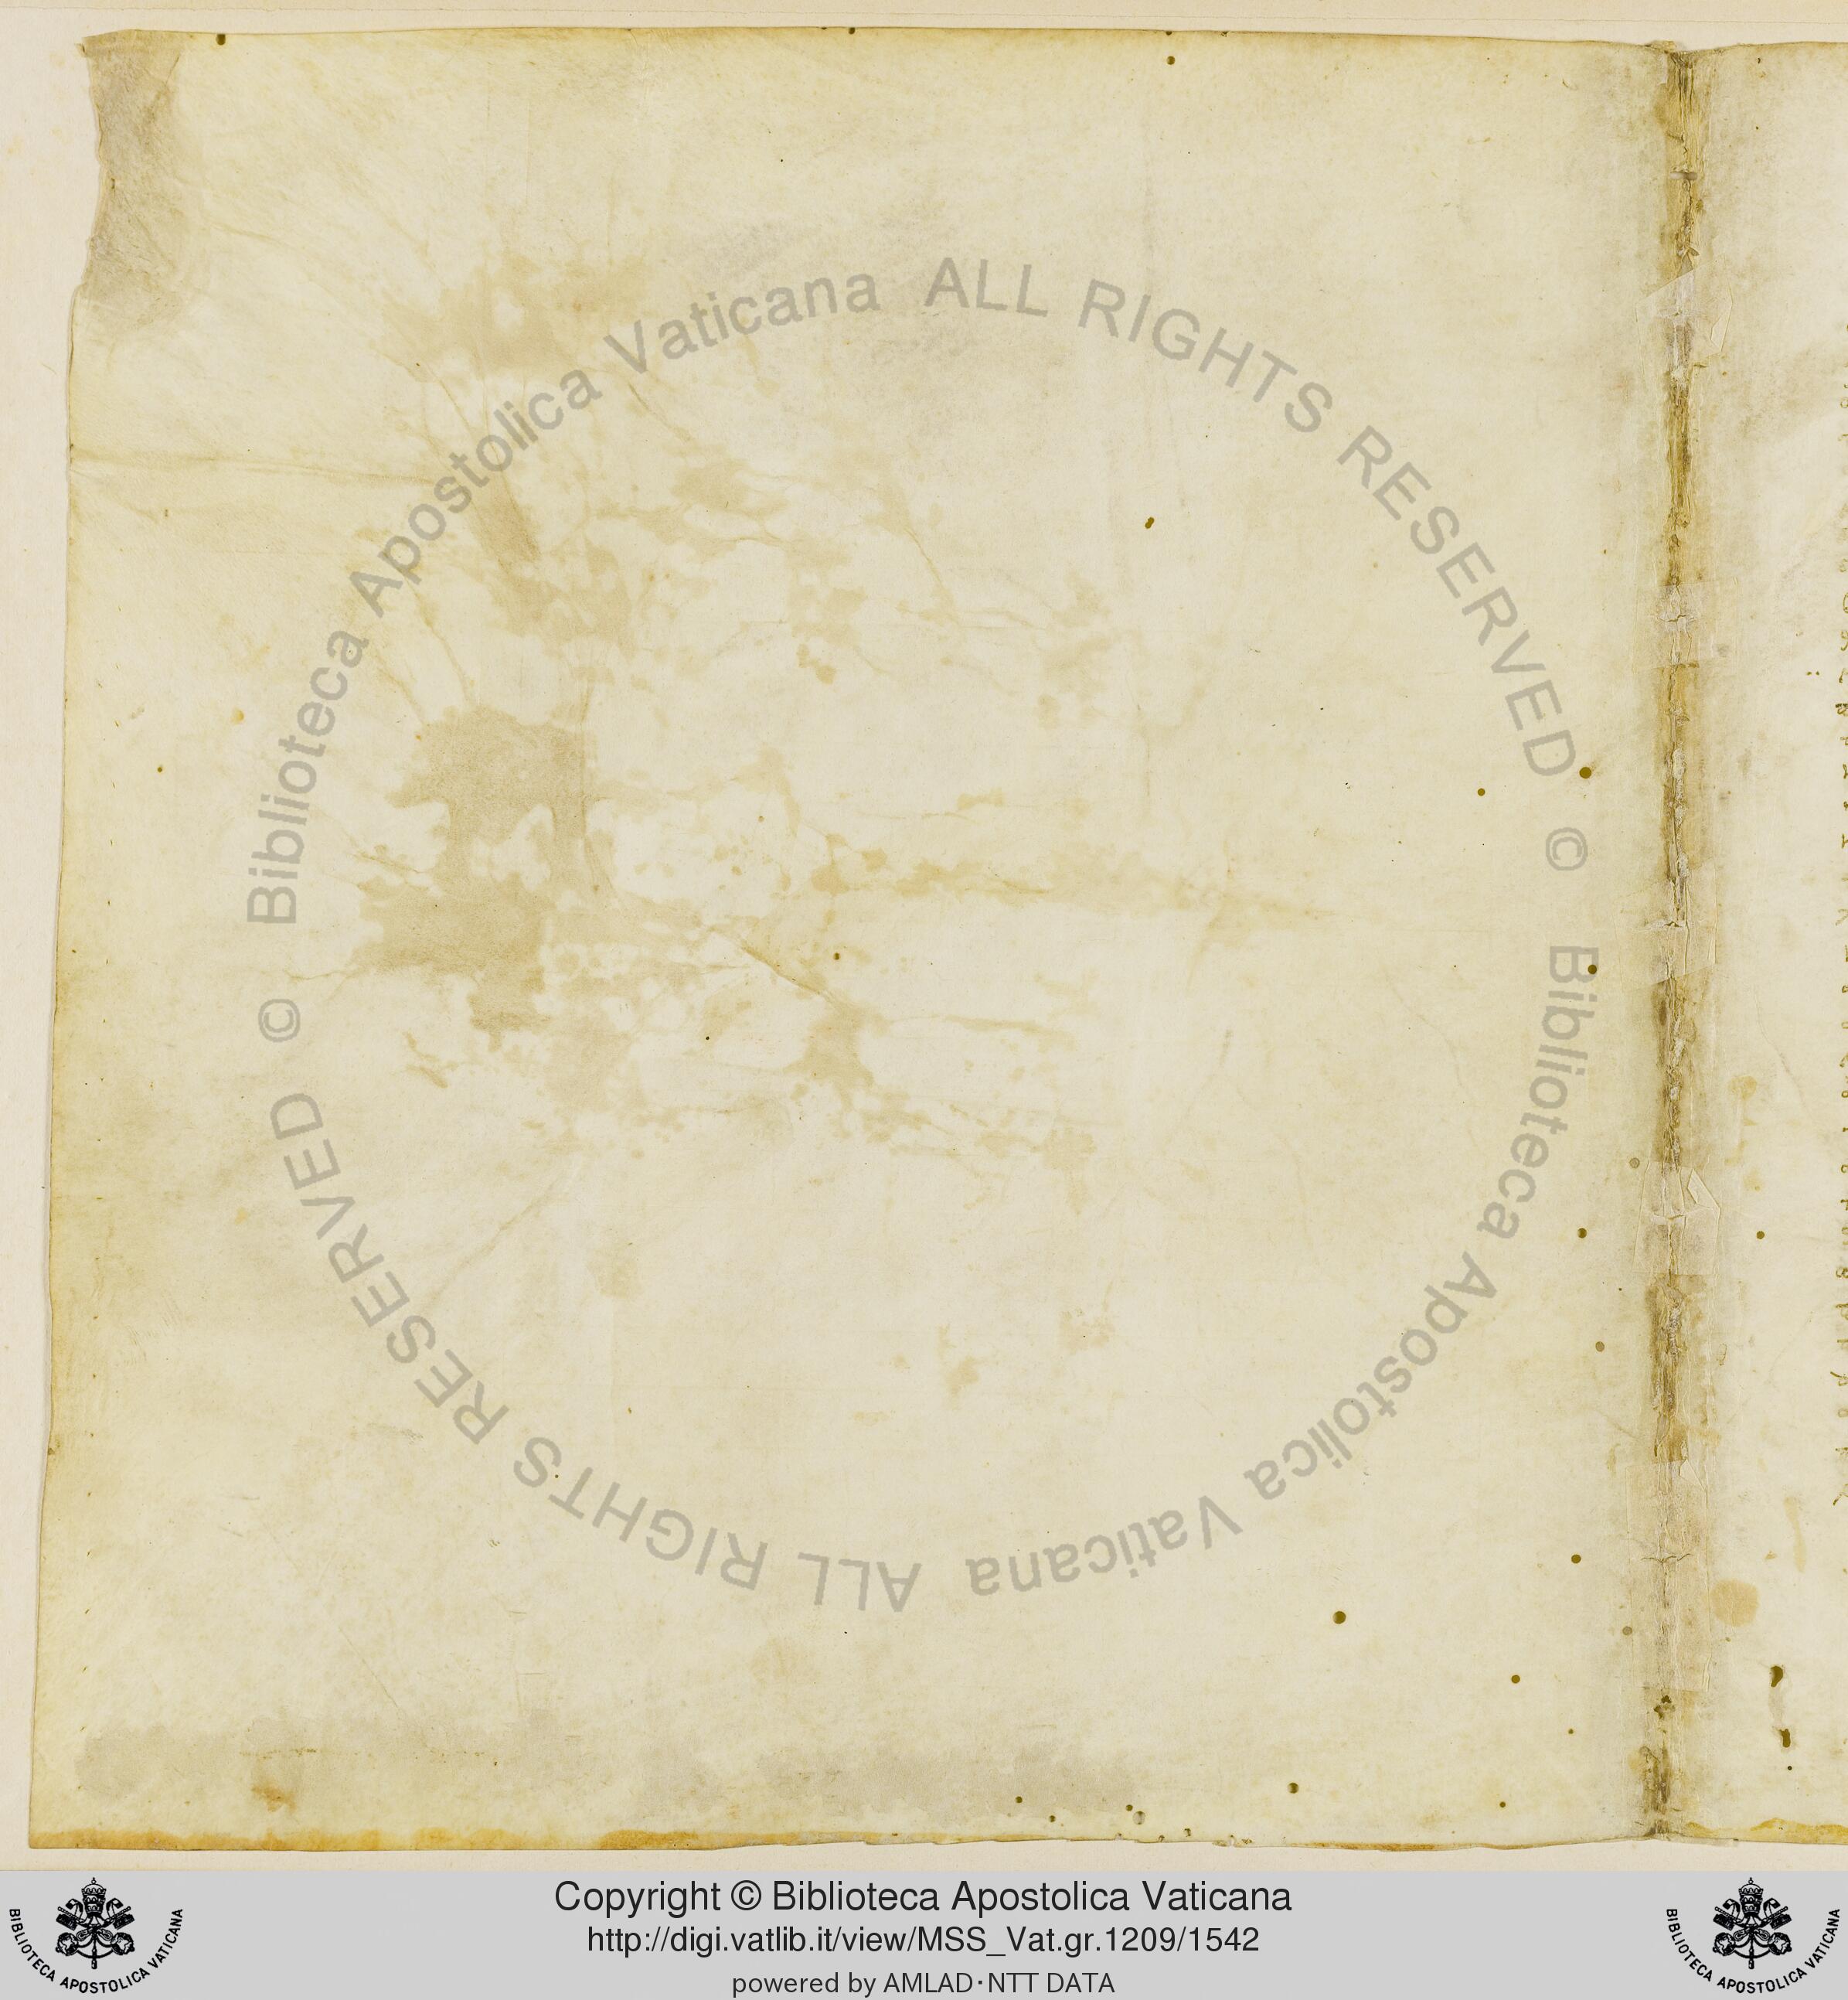 Biblioteca Apostolica Vaticana ALL RIGHTS RESERVED ©
Biblioteca Apostolica Vaticana ALL RIGHTS RESERVED ©
Copyright © Biblioteca Apostolica Vaticana
http://digi.vatlib.it/view/MSS_Vat.gr.1209/1542
powered by AMLAD·NTT DATA
BIBLIOTECA APOSTOLICA VATICANA
BIBLIOTECA APOSTOLICA VATICANA